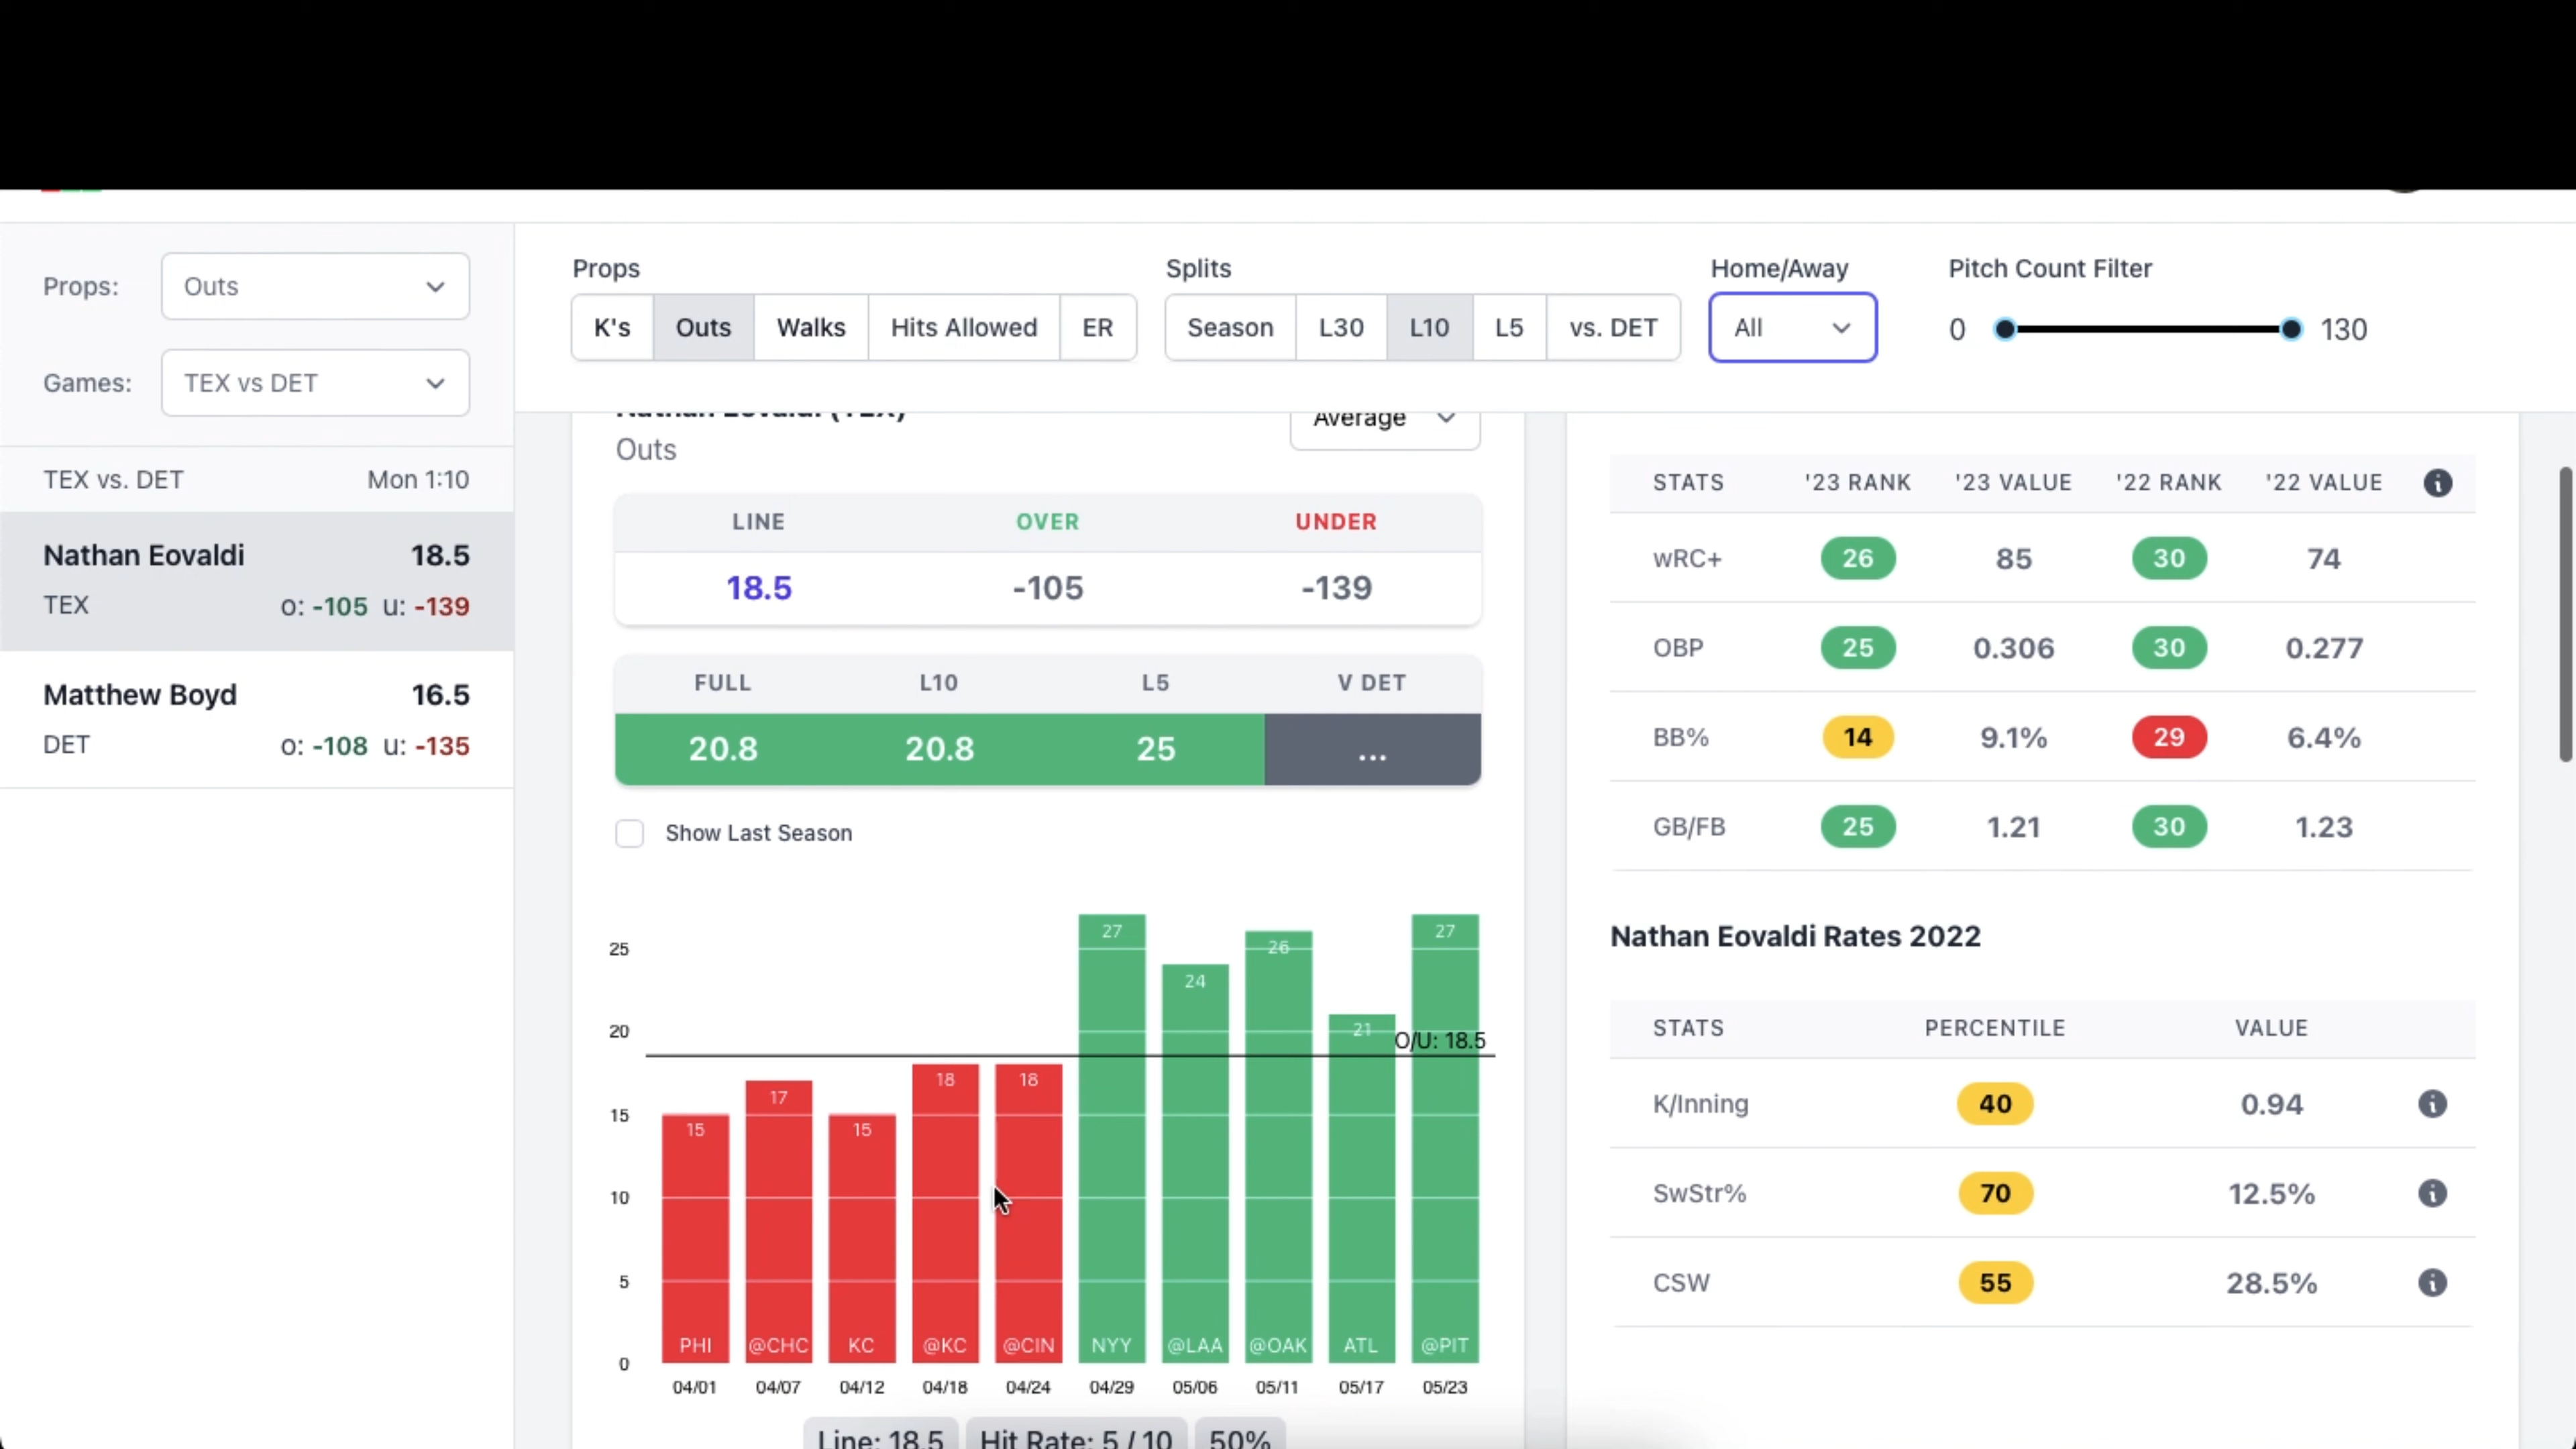 Props: Outs
Games: TEX vs DET
TEX vs. DET Mon 1:10
Nathan Eovaldi 18.5
TEX o: -105 u: -139
Matthew Boyd 16.5
DET o: -108 u: -135
Props Splits Home/Away Pitch Count Filter
K's Outs Walks Hits Allowed ER Season L30 L10 L5 vs. DET All 0 130
Nathan Eovaldi (TEX) Average
Outs
LINE OVER UNDER
18.5 -105 -139
FULL L10 L5 V DET
20.8 20.8 25 ...
Show Last Season
25
20
15
10
5
0
15 17 15 18 18 27 24 26 21 27
O/U: 18.5
PHI @CHC KC @KC @CIN NYY @LAA @OAK ATL @PIT
04/01 04/07 04/12 04/18 04/24 04/29 05/06 05/11 05/17 05/23
Line: 18.5 Hit Rate: 5 / 10 50%
STATS '23 RANK '23 VALUE '22 RANK '22 VALUE
wRC+ 26 85 30 74
OBP 25 0.306 30 0.277
BB% 14 9.1% 29 6.4%
GB/FB 25 1.21 30 1.23
Nathan Eovaldi Rates 2022
STATS PERCENTILE VALUE
K/Inning 40 0.94
SwStr% 70 12.5%
CSW 55 28.5%